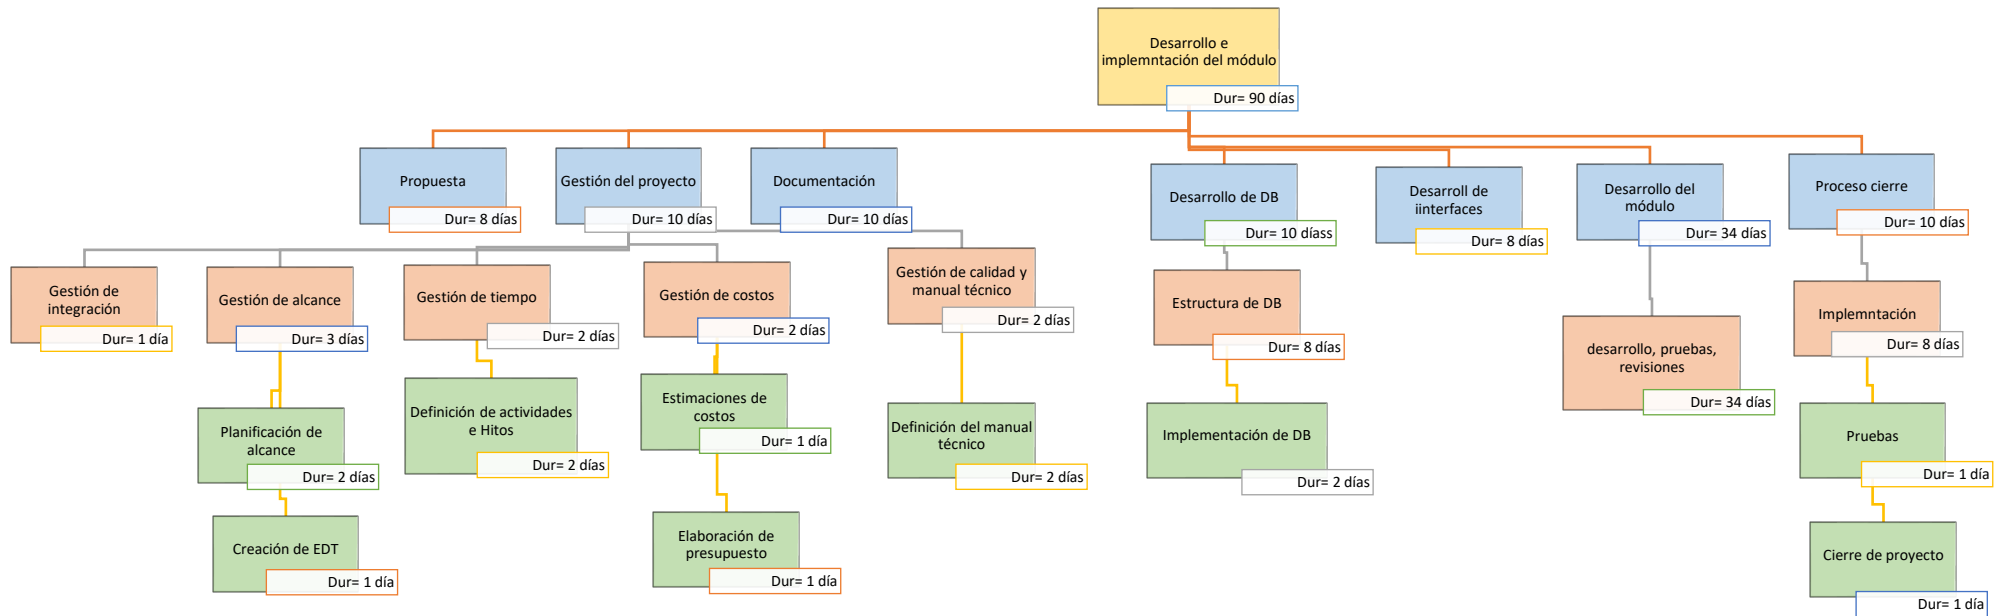 Desarrollo e
implemntación del módulo
Dur= 90 días
Propuesta
Dur= 8 días
Gestión del proyecto
Dur= 10 días
Documentación
Dur= 10 días
Desarrollo de DB
Dur= 10 díass
Desarroll de
iinterfaces
Dur= 8 días
Desarrollo del
módulo
Dur= 34 días
Proceso cierre
Dur= 10 días
Gestión de
integración
Dur= 1 día
Gestión de alcance
Dur= 3 días
Gestión de tiempo
Dur= 2 días
Gestión de costos
Dur= 2 días
Gestión de calidad y
manual técnico
Dur= 2 días
Estructura de DB
Dur= 8 días
desarrollo, pruebas,
revisiones
Dur= 34 días
Implemntación
Dur= 8 días
Planificación de
alcance
Dur= 2 días
Definición de actividades
e Hitos
Dur= 2 días
Estimaciones de
costos
Dur= 1 día
Definición del manual
técnico
Dur= 2 días
Implementación de DB
Dur= 2 días
Pruebas
Dur= 1 día
Creación de EDT
Dur= 1 día
Elaboración de
presupuesto
Dur= 1 día
Cierre de proyecto
Dur= 1 día